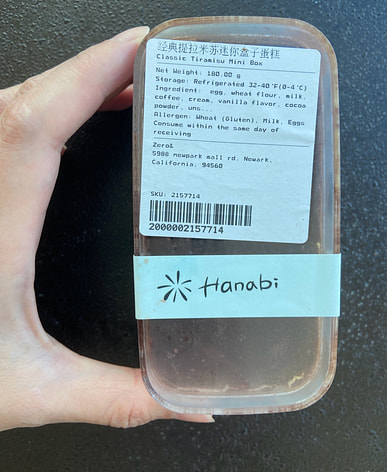 经典提拉米苏迷你盒子蛋糕
Classic Tiramisu Mini Box
Net Weight: 180.00 g
Storage: Refrigerated 32-40°F(0-4°C)
Ingredient: egg, wheat flour, milk,
coffee, cream, vanilla flavor, cocoa
powder, uns...
Allergen: Wheat (Gluten), Milk, Eggs
Consume within the same day of
receiving
Zero&
5988 newpark mall rd, Newark,
California, 94560
SKU: 2157714
2000002157714
Hanabi